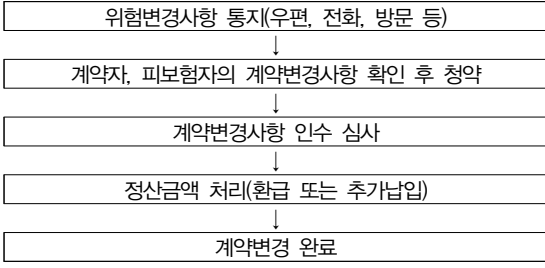 위험변경사항 통지(우편, 전화, 방문 등)
↓
계약자, 피보험자의 계약변경사항 확인 후 청약
↓
계약변경사항 인수 심사
↓
정산금액 처리(환급 또는 추가납입)
↓
계약변경 완료